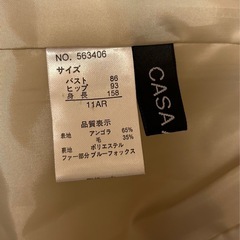 NO. 563406
サイズ
バスト 86
ヒップ 93
身長 158
11AR
品質表示
表地 アンゴラ 65%
毛 35%
裏地 ポリエステル
ファー部分 ブルーフォックス
CASA